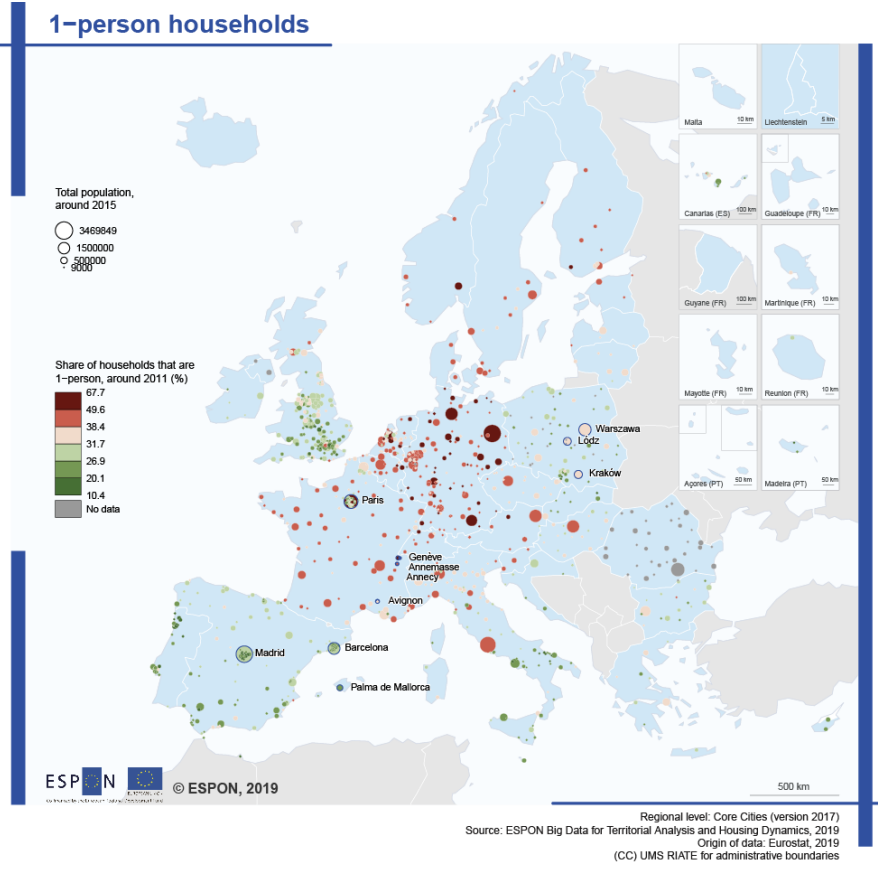 1−person households
Total population,
around 2015
3469849
1500000
500000
9000
Share of households that are
1−person, around 2011 (%)
67.7
49.6
38.4
31.7
26.9
20.1
10.4
No data
Malta
10 km
Liechtenstein
5 km
Canarias (ES)
100 km
Guadeloupe (FR)
10 km
Guyane (FR)
100 km
Martinique (FR)
10 km
Mayotte (FR)
10 km
Reunion (FR)
10 km
Açores (PT)
50 km
Madeira (PT)
50 km
Warszawa
Lódz
Kraków
Paris
Genève
Annemasse
Annecy
Avignon
Madrid
Barcelona
Palma de Mallorca
ESPON
© ESPON, 2019
500 km
Regional level: Core Cities (version 2017)
Source: ESPON Big Data for Territorial Analysis and Housing Dynamics, 2019
Origin of data: Eurostat, 2019
(CC) UMS RIATE for administrative boundaries